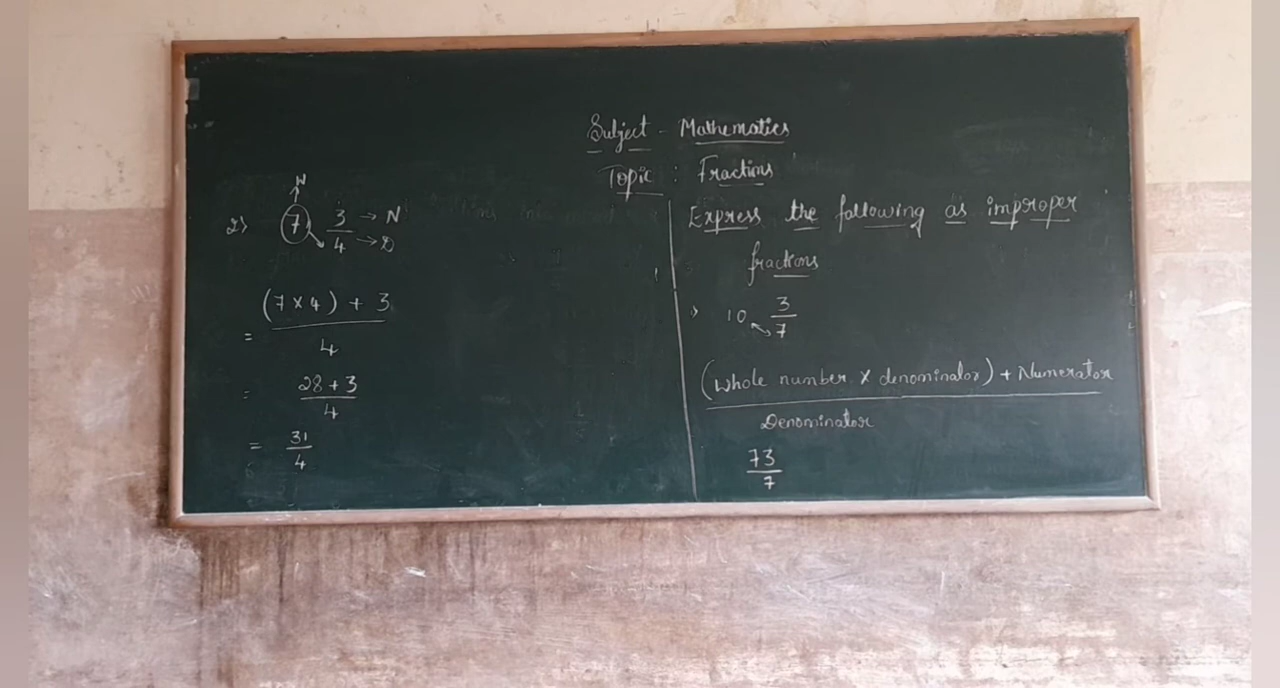 Subject - Mathematics
Topic : Fractions
Express the following as improper
fractions
1) 10 3/7
(Whole number × denominator) + Numerator
Denominator
73/7
W
2) 7 3/4 → N
→ D
= (7 × 4) + 3
4
= 28 + 3
4
= 31
4